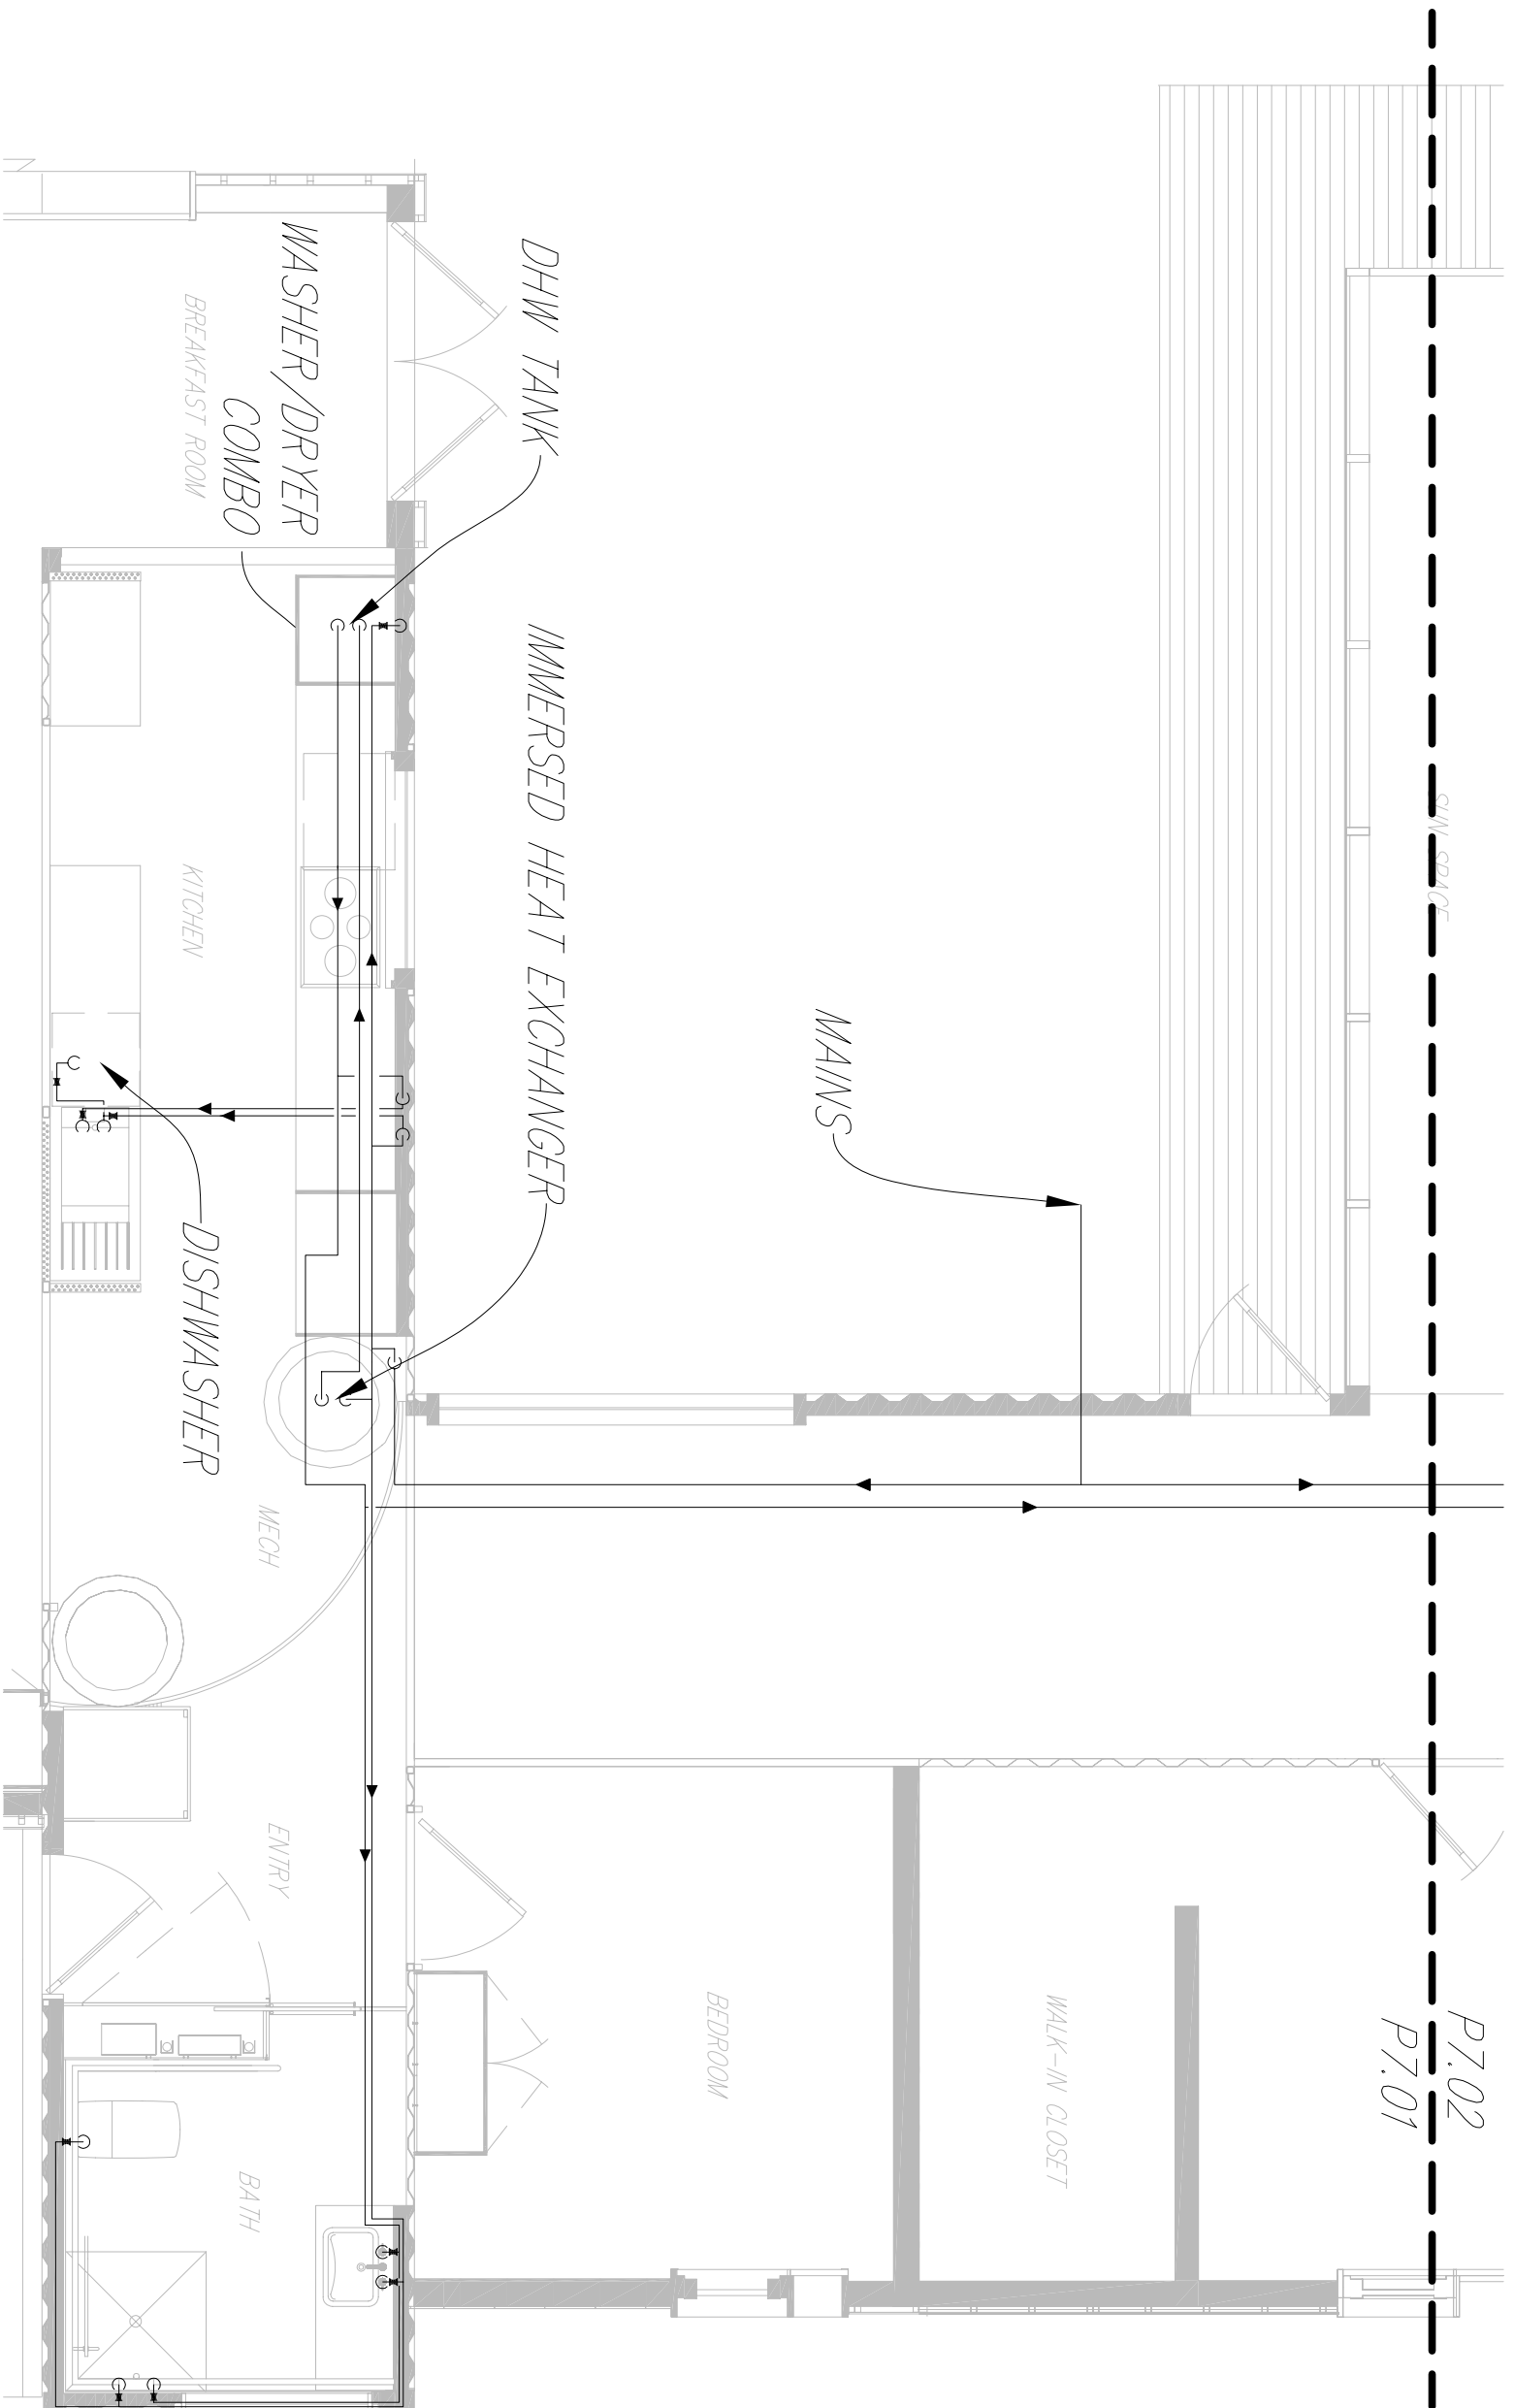 P7.02
P7.01
SUN SPACE
MAINS
WALK-IN CLOSET
BEDROOM
DHW TANK
IMMERSED HEAT EXCHANGER
WASHER/DRYER
COMBO
BREAKFAST ROOM
KITCHEN
DISHWASHER
MECH
ENTRY
BATH